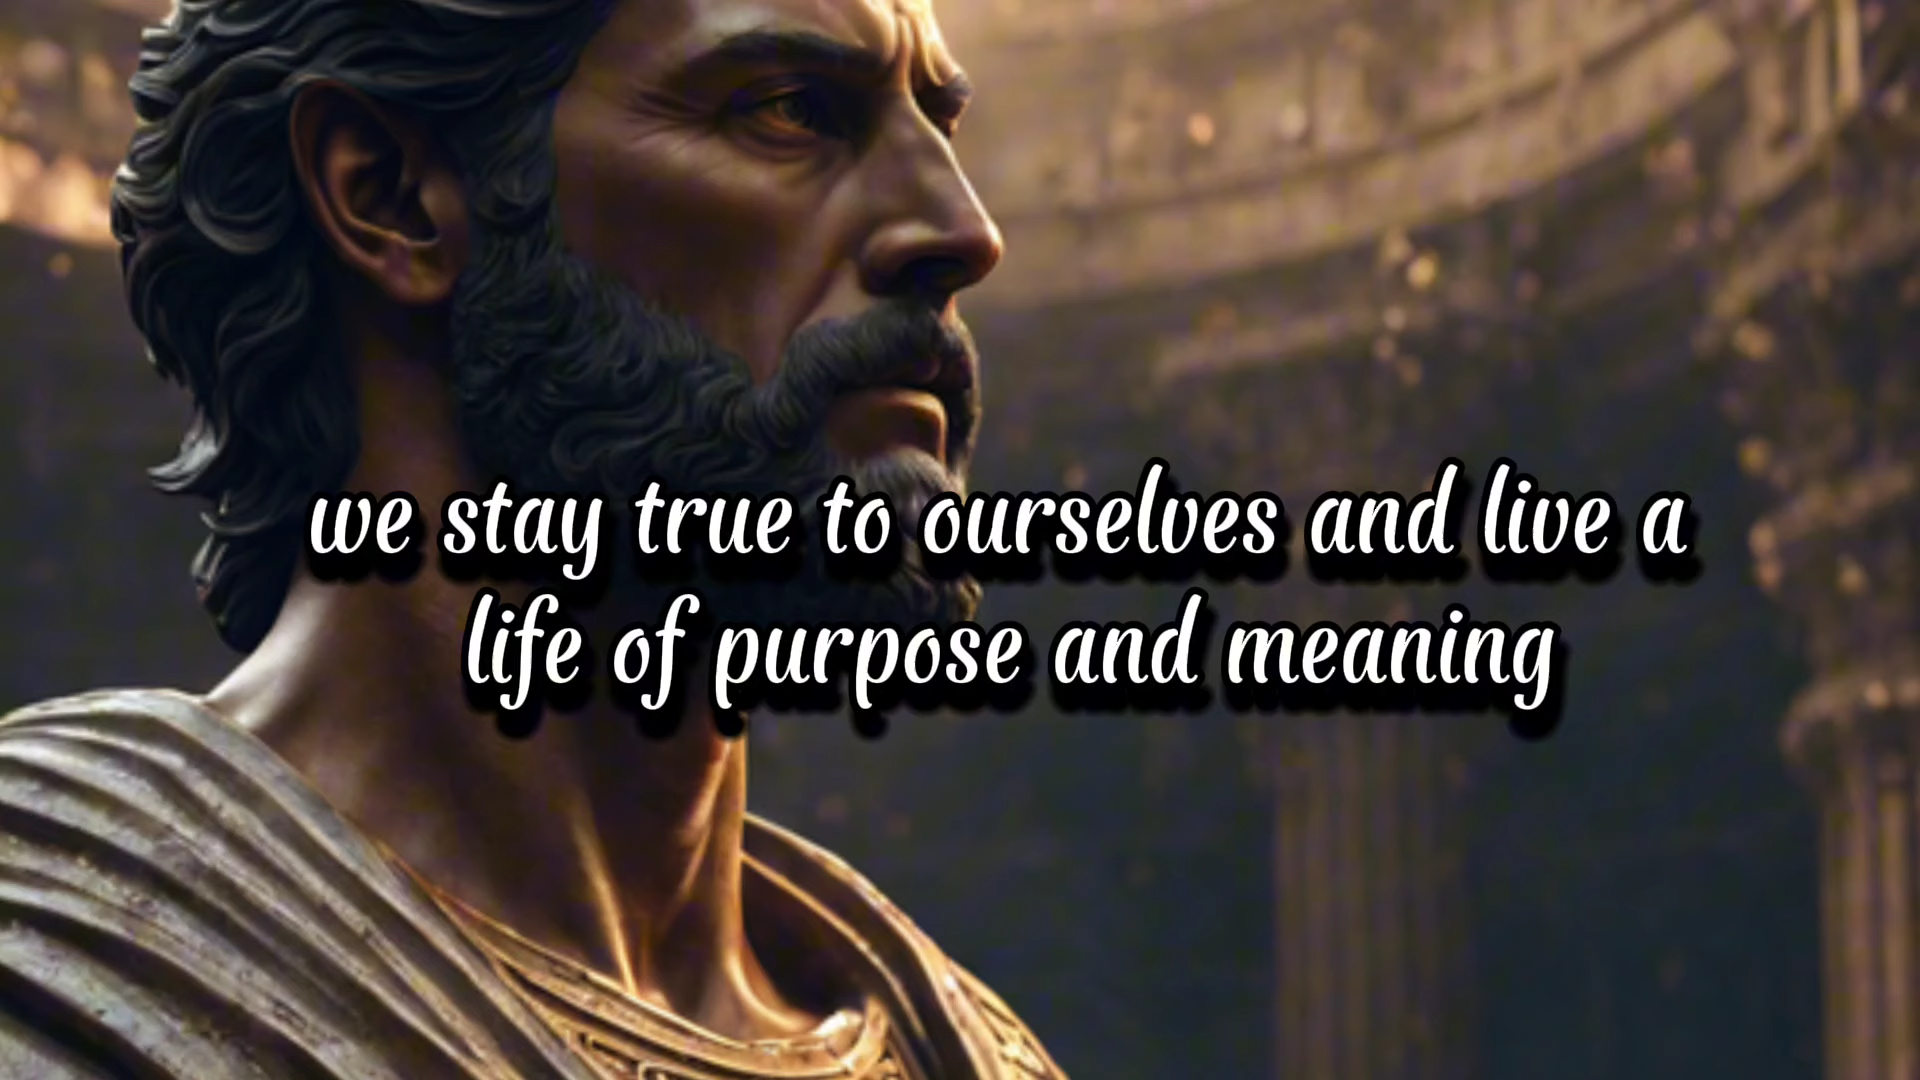 we stay true to ourselves and live a
life of purpose and meaning